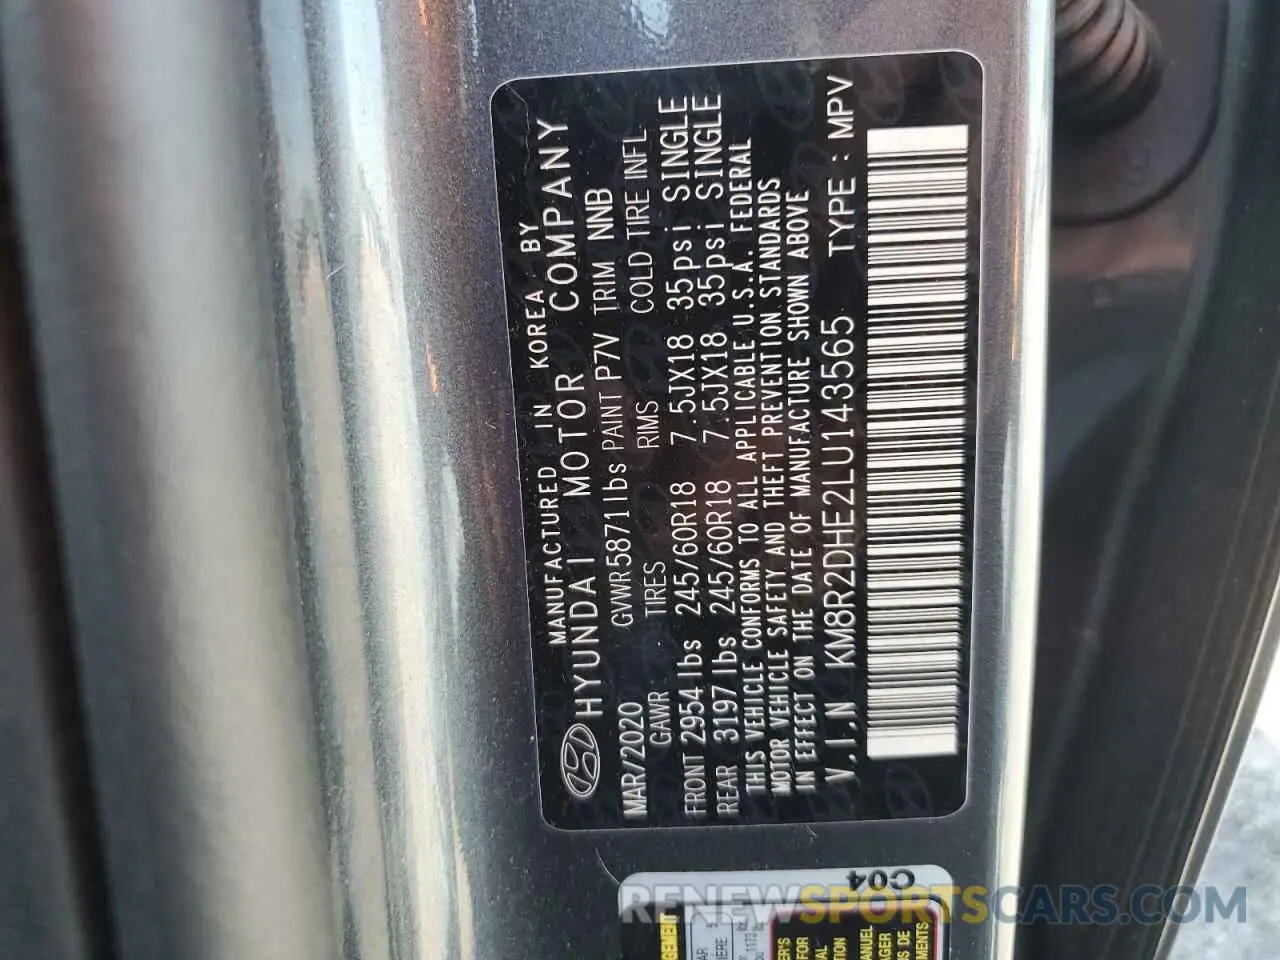 MANUFACTURED IN KOREA BY
HYUNDAI MOTOR COMPANY
MAR/2020 GVWR5871lbs PAINT P7V TRIM NNB
GAWR TIRES RIMS COLD TIRE INFL
FRONT 2954lbs 245/60R18 7.5JX18 35psi SINGLE
REAR 3197lbs 245/60R18 7.5JX18 35psi SINGLE
THIS VEHICLE CONFORMS TO ALL APPLICABLE U.S.A. FEDERAL
MOTOR VEHICLE SAFETY AND THEFT PREVENTION STANDARDS
IN EFFECT ON THE DATE OF MANUFACTURE SHOWN ABOVE
V.I.N KM8R2DHE2LU143565 TYPE : MPV
C04
RENEWSPORTSCARS.COM